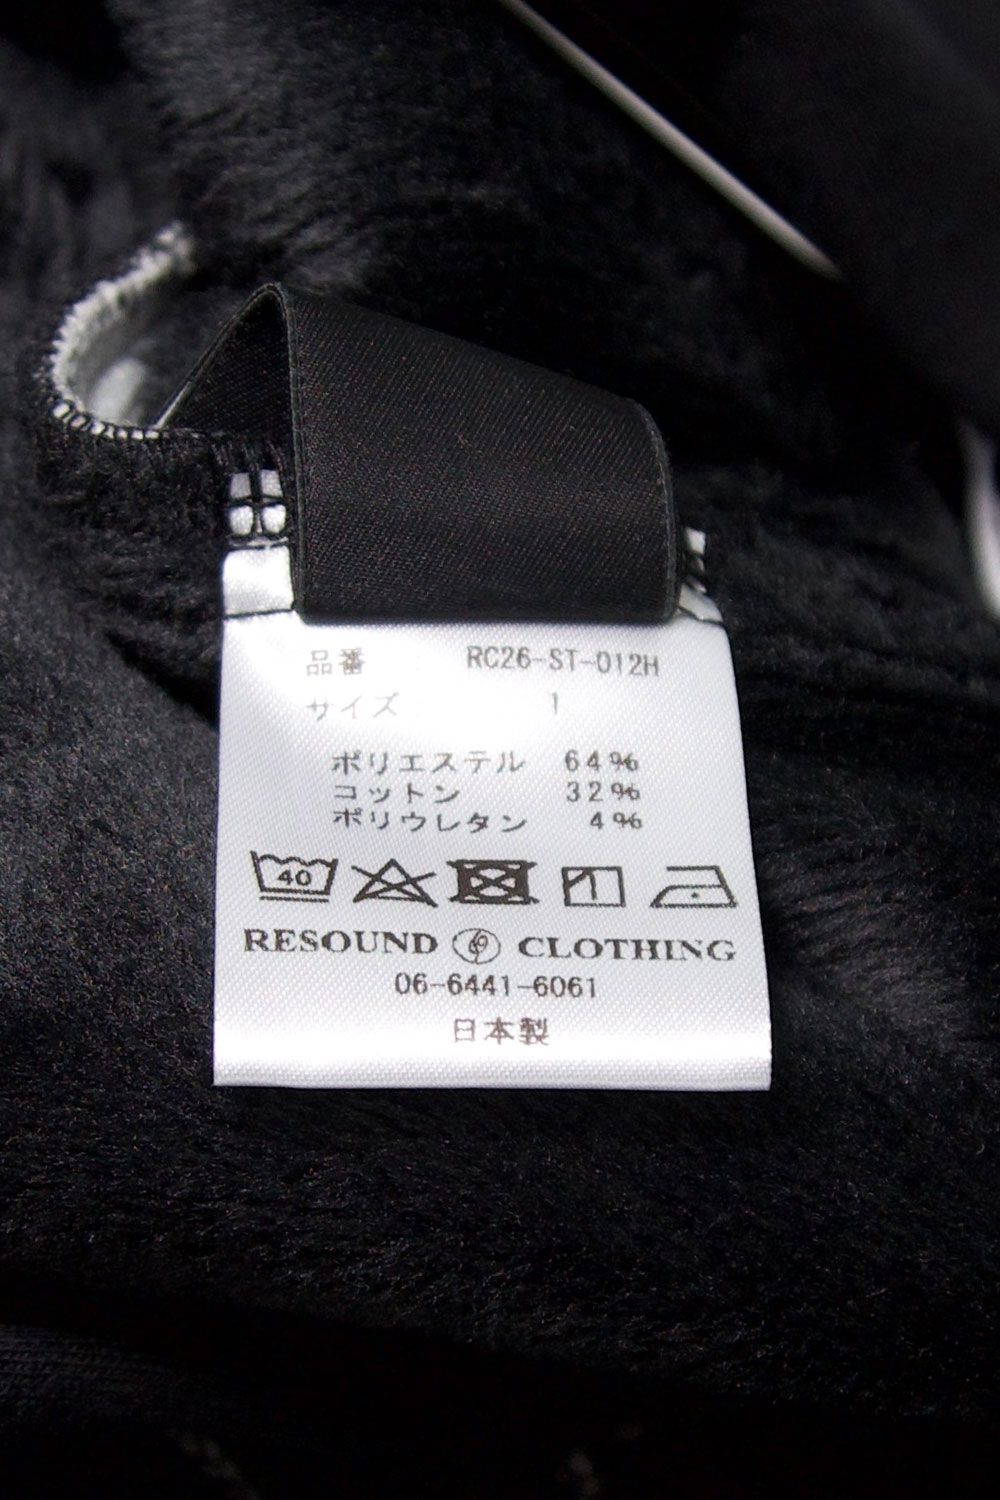 品番 RC26-ST-012H
サイズ 1
ポリエステル 64%
コットン 32%
ポリウレタン 4%
40
RESOUND CLOTHING
06-6441-6061
日本製